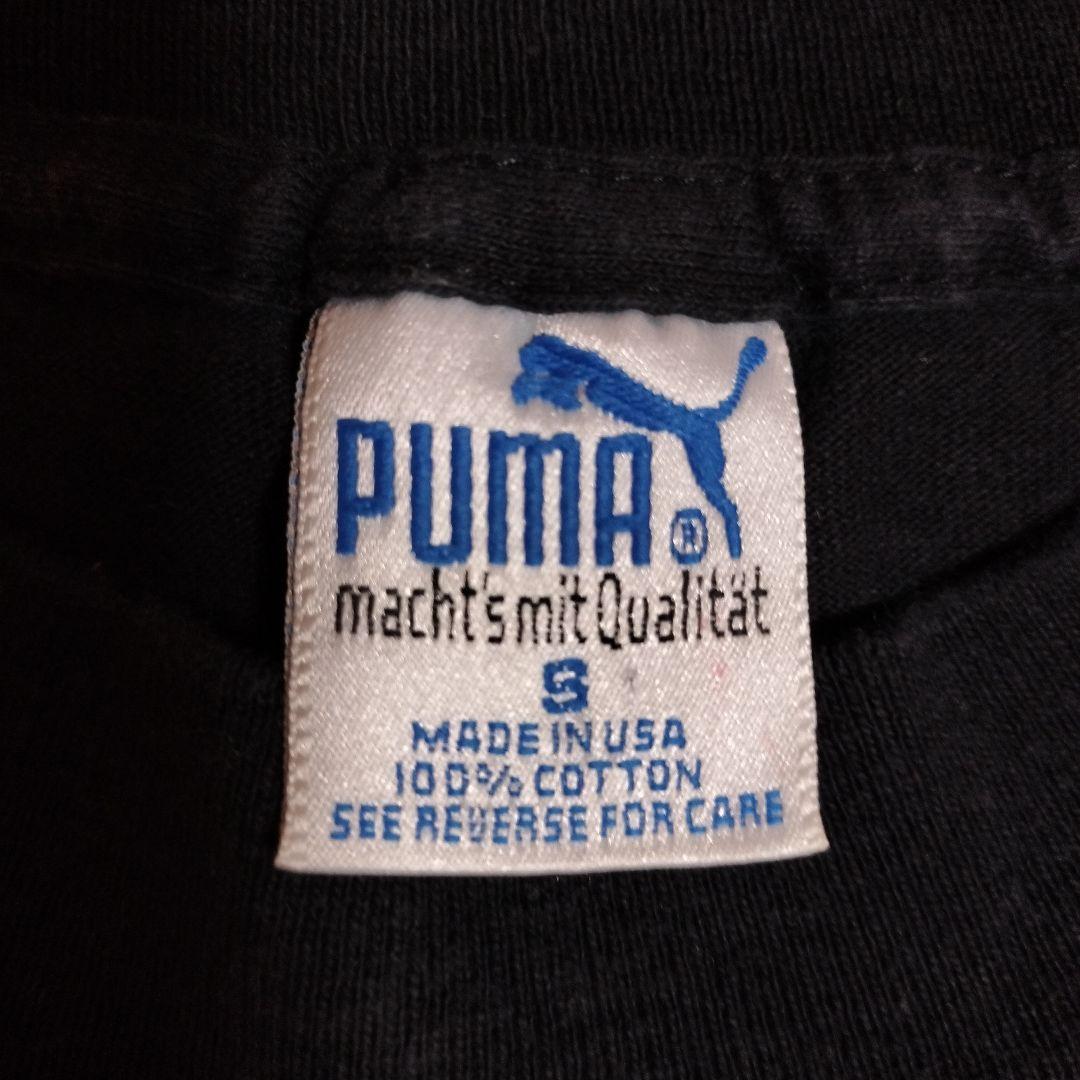 PUMA®
macht's mit Qualität
S
MADE IN USA
100% COTTON
SEE REVERSE FOR CARE